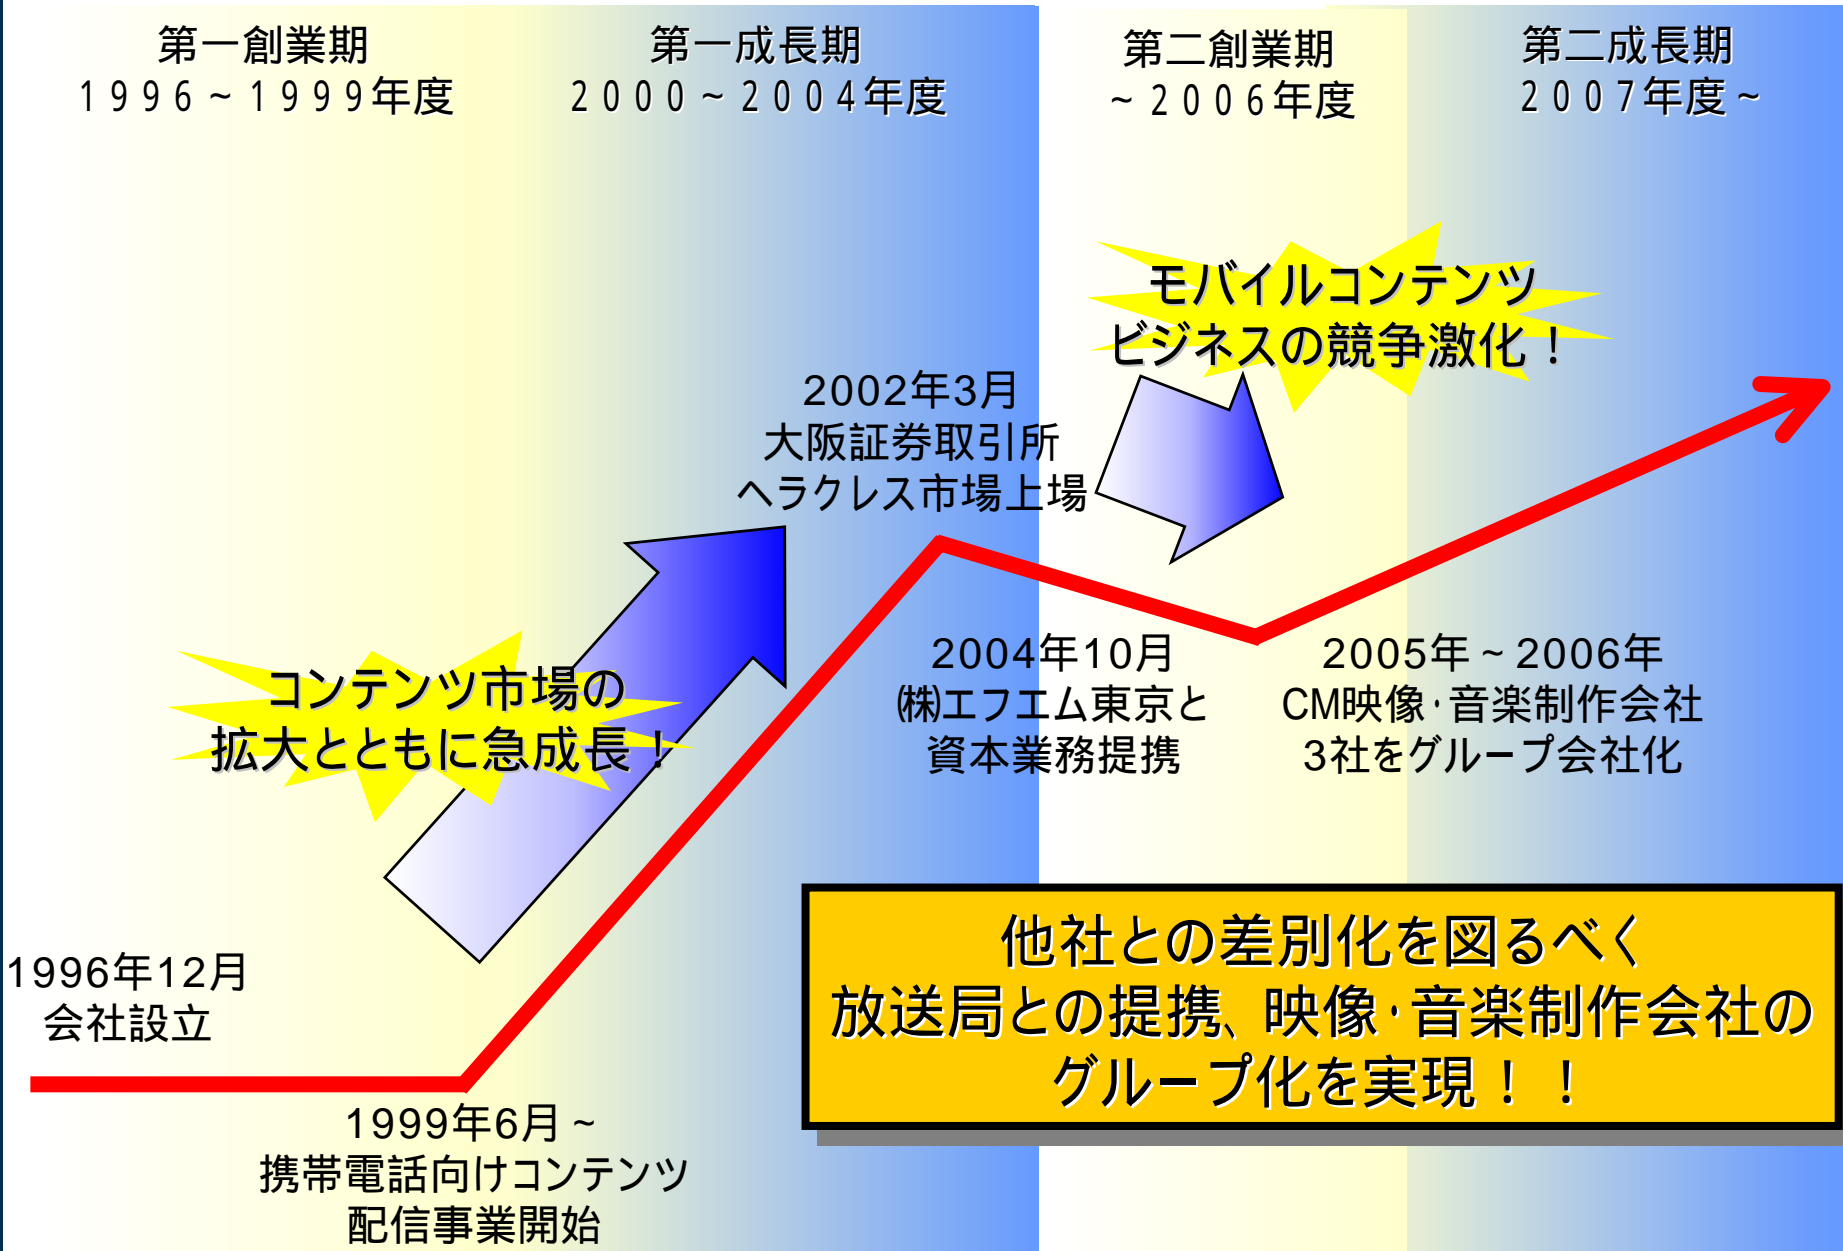 第一創業期
1996~1999年度
第一成長期
2000~2004年度
第二創業期
~2006年度
第二成長期
2007年度~
モバイルコンテンツ
ビジネスの競争激化!
2002年3月
大阪証券取引所
ヘラクレス市場上場
コンテンツ市場の
拡大とともに急成長!
2004年10月
㈱エフエム東京と
資本業務提携
2005年~2006年
CM映像・音楽制作会社
3社をグループ会社化
1996年12月
会社設立
他社との差別化を図るべく
放送局との提携、映像・音楽制作会社の
グループ化を実現!!
1999年6月~
携帯電話向けコンテンツ
配信事業開始